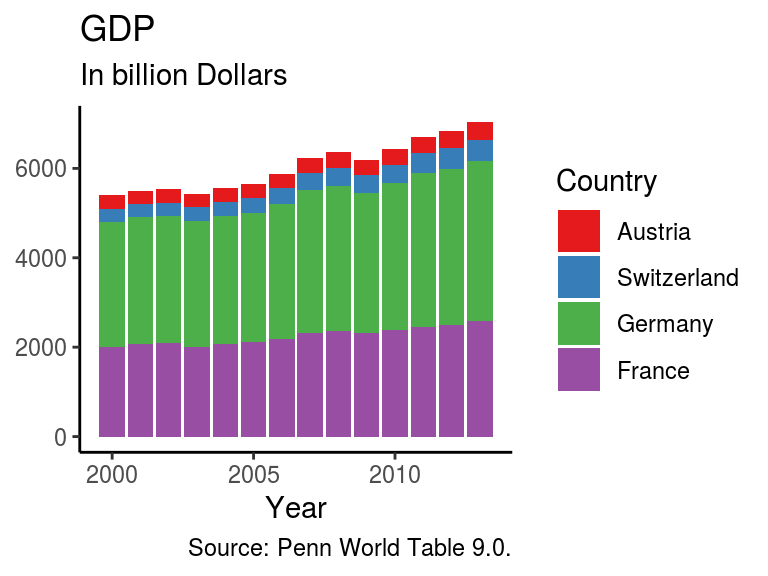 GDP
In billion Dollars
6000
4000
2000
0
2000 2005 2010
Year
Source: Penn World Table 9.0.
Country
Austria
Switzerland
Germany
France